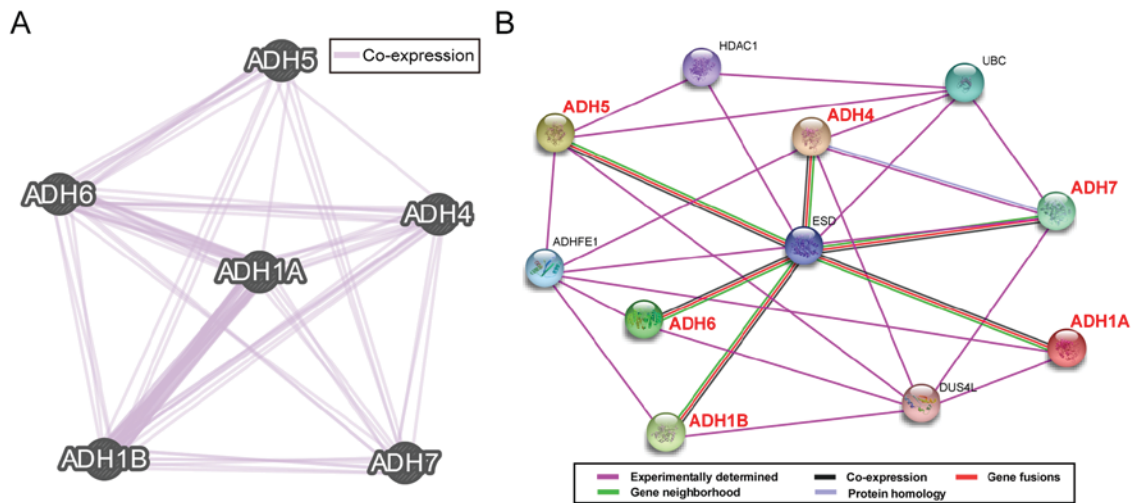 A
ADH5
Co-expression
ADH6
ADH4
ADH1A
ADH1B
ADH7
B
HDAC1
UBC
ADH5
ADH4
ADH7
ESD
ADHFE1
ADH6
ADH1A
DUS4L
ADH1B
Experimentally determined Co-expression Gene fusions
Gene neighborhood Protein homology